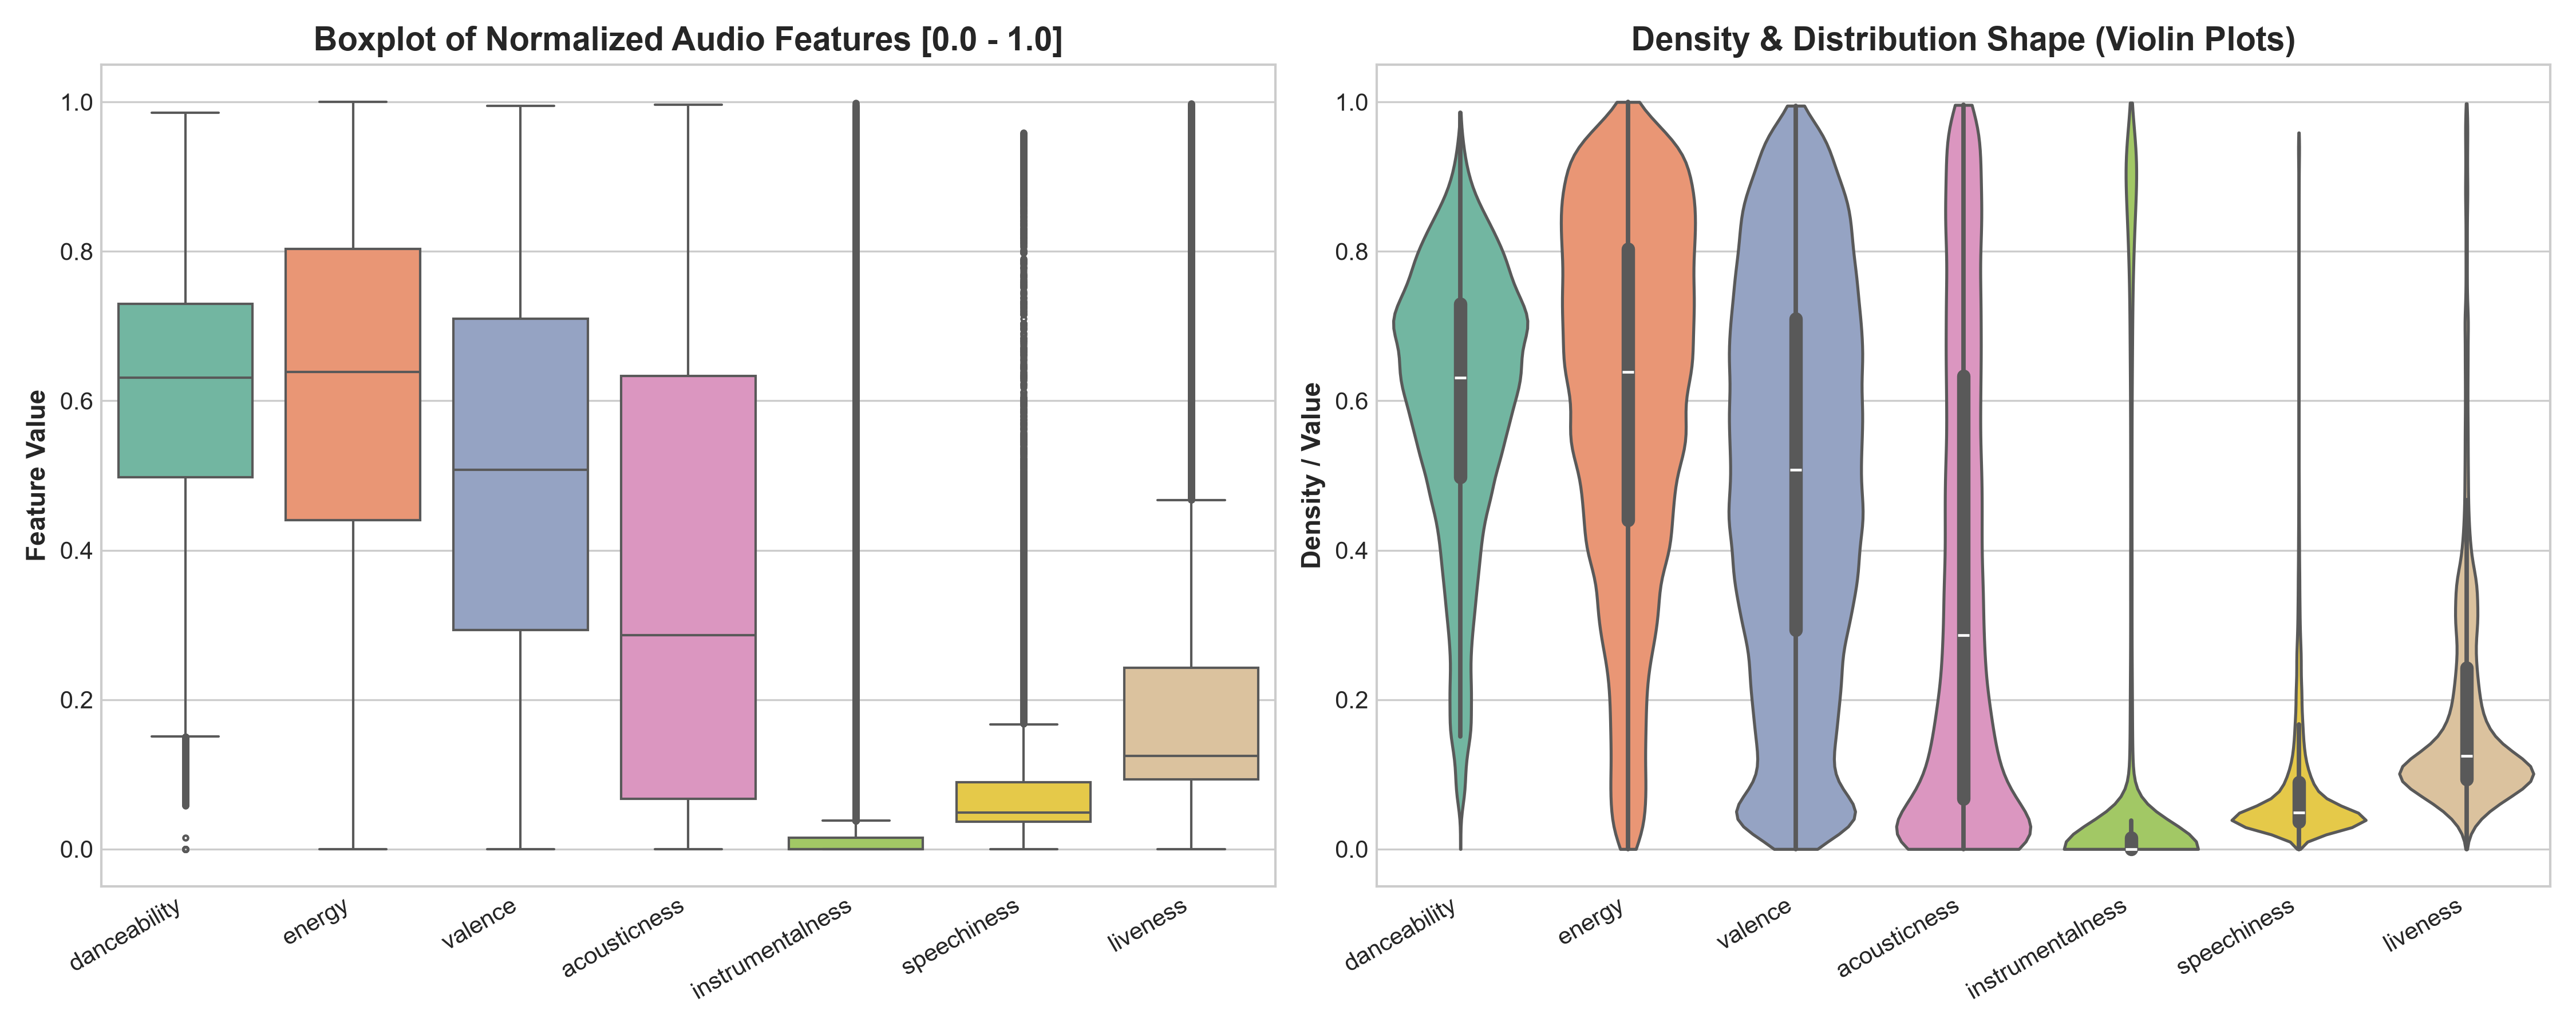 Boxplot of Normalized Audio Features [0.0 - 1.0]
Feature Value
1.0
0.8
0.6
0.4
0.2
0.0
danceability
energy
valence
acousticness
instrumentalness
speechiness
liveness
Density & Distribution Shape (Violin Plots)
Density / Value
1.0
0.8
0.6
0.4
0.2
0.0
danceability
energy
valence
acousticness
instrumentalness
speechiness
liveness